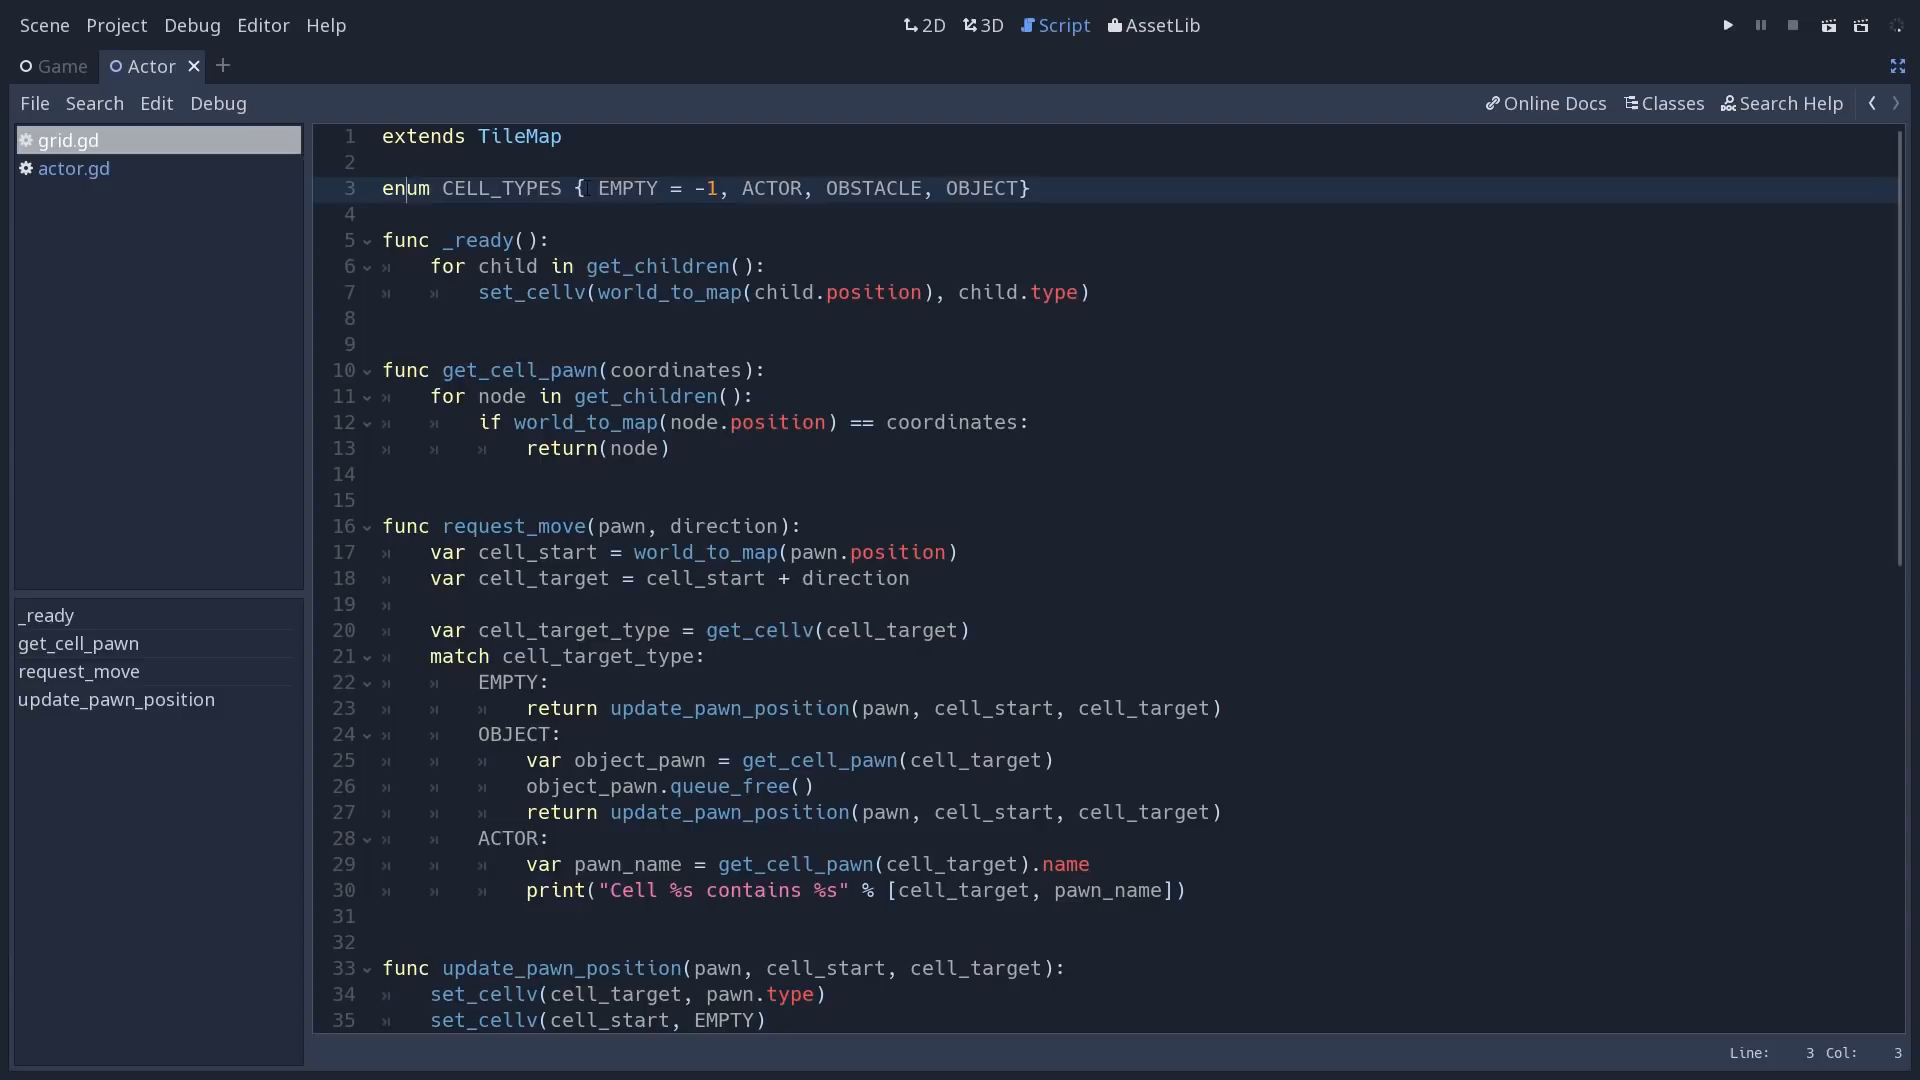 Scene Project Debug Editor Help 2D 3D Script AssetLib
Game Actor
File Search Edit Debug Online Docs Classes Search Help
grid.gd
actor.gd
_ready
get_cell_pawn
request_move
update_pawn_position
1 extends TileMap
2
3 enum CELL_TYPES { EMPTY = -1, ACTOR, OBSTACLE, OBJECT}
4
5 func _ready():
6 for child in get_children():
7 set_cellv(world_to_map(child.position), child.type)
8
9
10 func get_cell_pawn(coordinates):
11 for node in get_children():
12 if world_to_map(node.position) == coordinates:
13 return(node)
14
15
16 func request_move(pawn, direction):
17 var cell_start = world_to_map(pawn.position)
18 var cell_target = cell_start + direction
19
20 var cell_target_type = get_cellv(cell_target)
21 match cell_target_type:
22 EMPTY:
23 return update_pawn_position(pawn, cell_start, cell_target)
24 OBJECT:
25 var object_pawn = get_cell_pawn(cell_target)
26 object_pawn.queue_free()
27 return update_pawn_position(pawn, cell_start, cell_target)
28 ACTOR:
29 var pawn_name = get_cell_pawn(cell_target).name
30 print("Cell %s contains %s" % [cell_target, pawn_name])
31
32
33 func update_pawn_position(pawn, cell_start, cell_target):
34 set_cellv(cell_target, pawn.type)
35 set_cellv(cell_start, EMPTY)
Line: 3 Col: 3